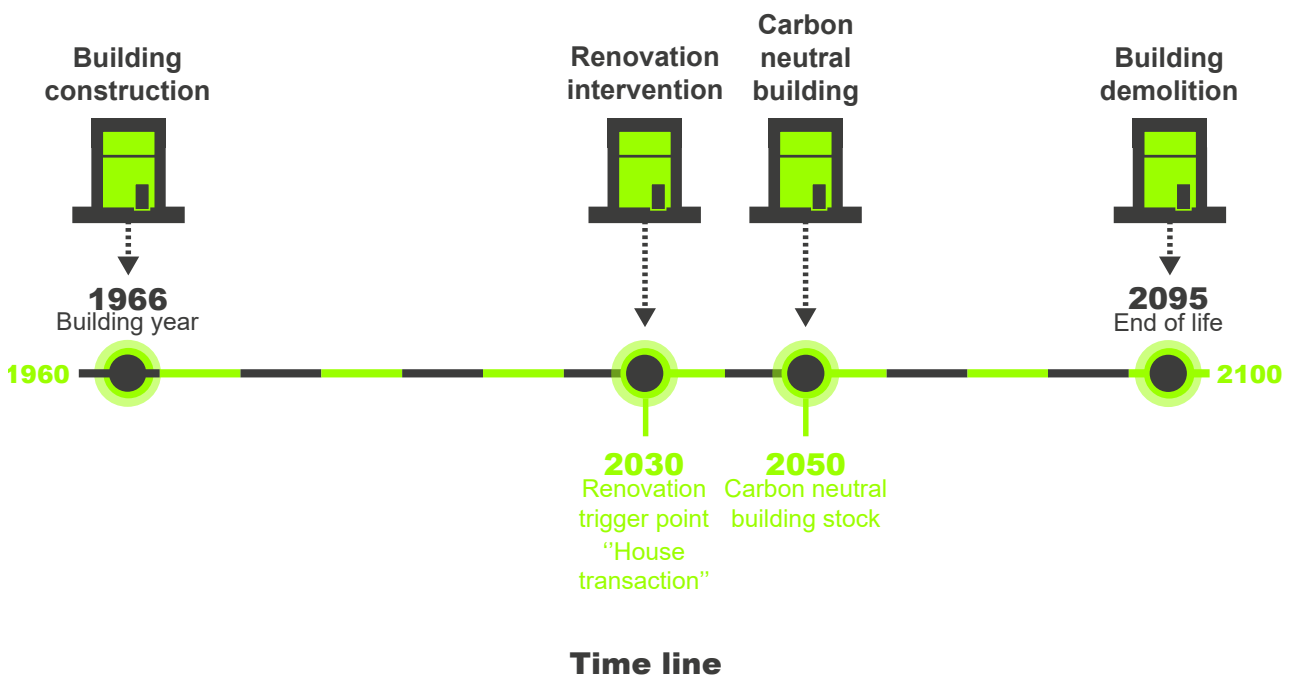 Building
construction
Renovation
intervention
Carbon
neutral
building
Building
demolition
1966
Building year
2095
End of life
1960
2100
2030
Renovation
trigger point
‘’House
transaction’’
2050
Carbon neutral
building stock
Time line